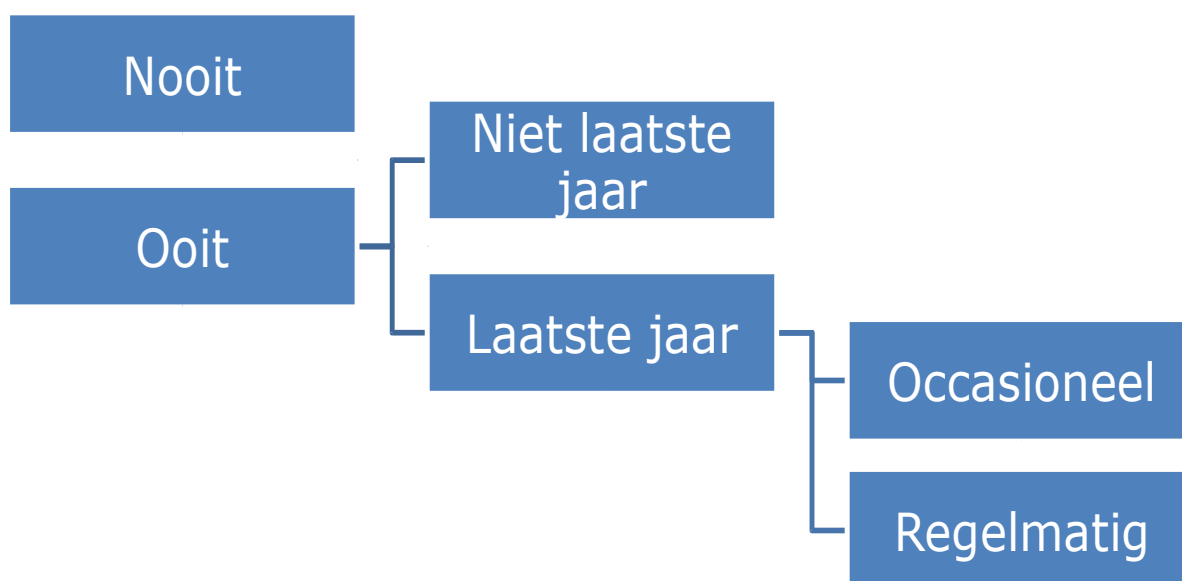 Nooit
Niet laatste
jaar
Ooit
Laatste jaar
Occasioneel
Regelmatig